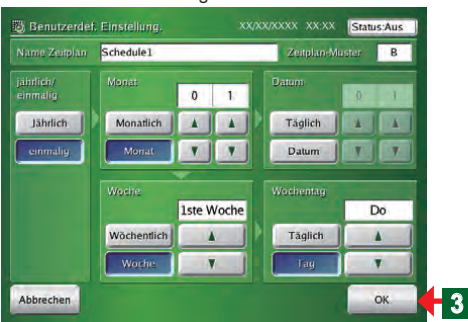 Benutzerdef. Einstellung. XX/XX/XXXX XX:XX Status:Aus
Name Zeitplan Schedule1 Zeitplan-Muster B
jährlich/
einmalig
Jährlich
einmalig
Monat
0 1
Monatlich
Monat
Datum
0 1
Täglich
Datum
Woche
1ste Woche
Wöchentlich
Woche
Wochentag
Do
Täglich
Tag
Abbrechen OK 3